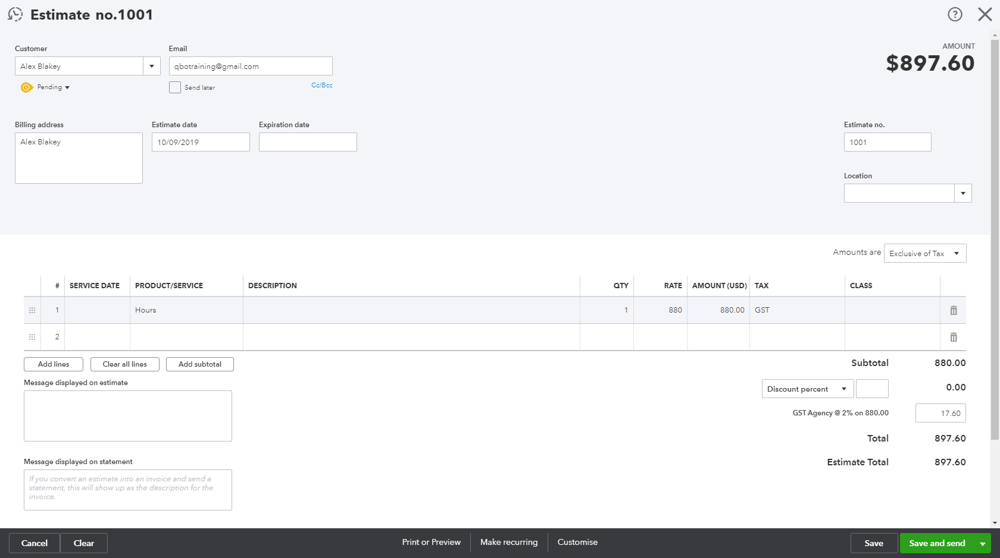 Estimate no.1001
Customer
Email
AMOUNT
Alex Blakey
qbotraining@gmail.com
$897.60
Pending
Send later
Cc/Bcc
Billing address
Estimate date
Expiration date
Estimate no.
Alex Blakey
10/09/2019
1001
Location
Amounts are
Exclusive of Tax
# SERVICE DATE PRODUCT/SERVICE DESCRIPTION QTY RATE AMOUNT (USD) TAX CLASS
1 Hours 1 880 880.00 GST
2
Add lines
Clear all lines
Add subtotal
Subtotal 880.00
Message displayed on estimate
Discount percent 0.00
GST Agency @ 2% on 880.00 17.60
Total 897.60
Message displayed on statement
Estimate Total 897.60
If you convert an estimate into an invoice and send a
statement, this will show up as the description for the
invoice.
Cancel
Clear
Print or Preview
Make recurring
Customise
Save
Save and send